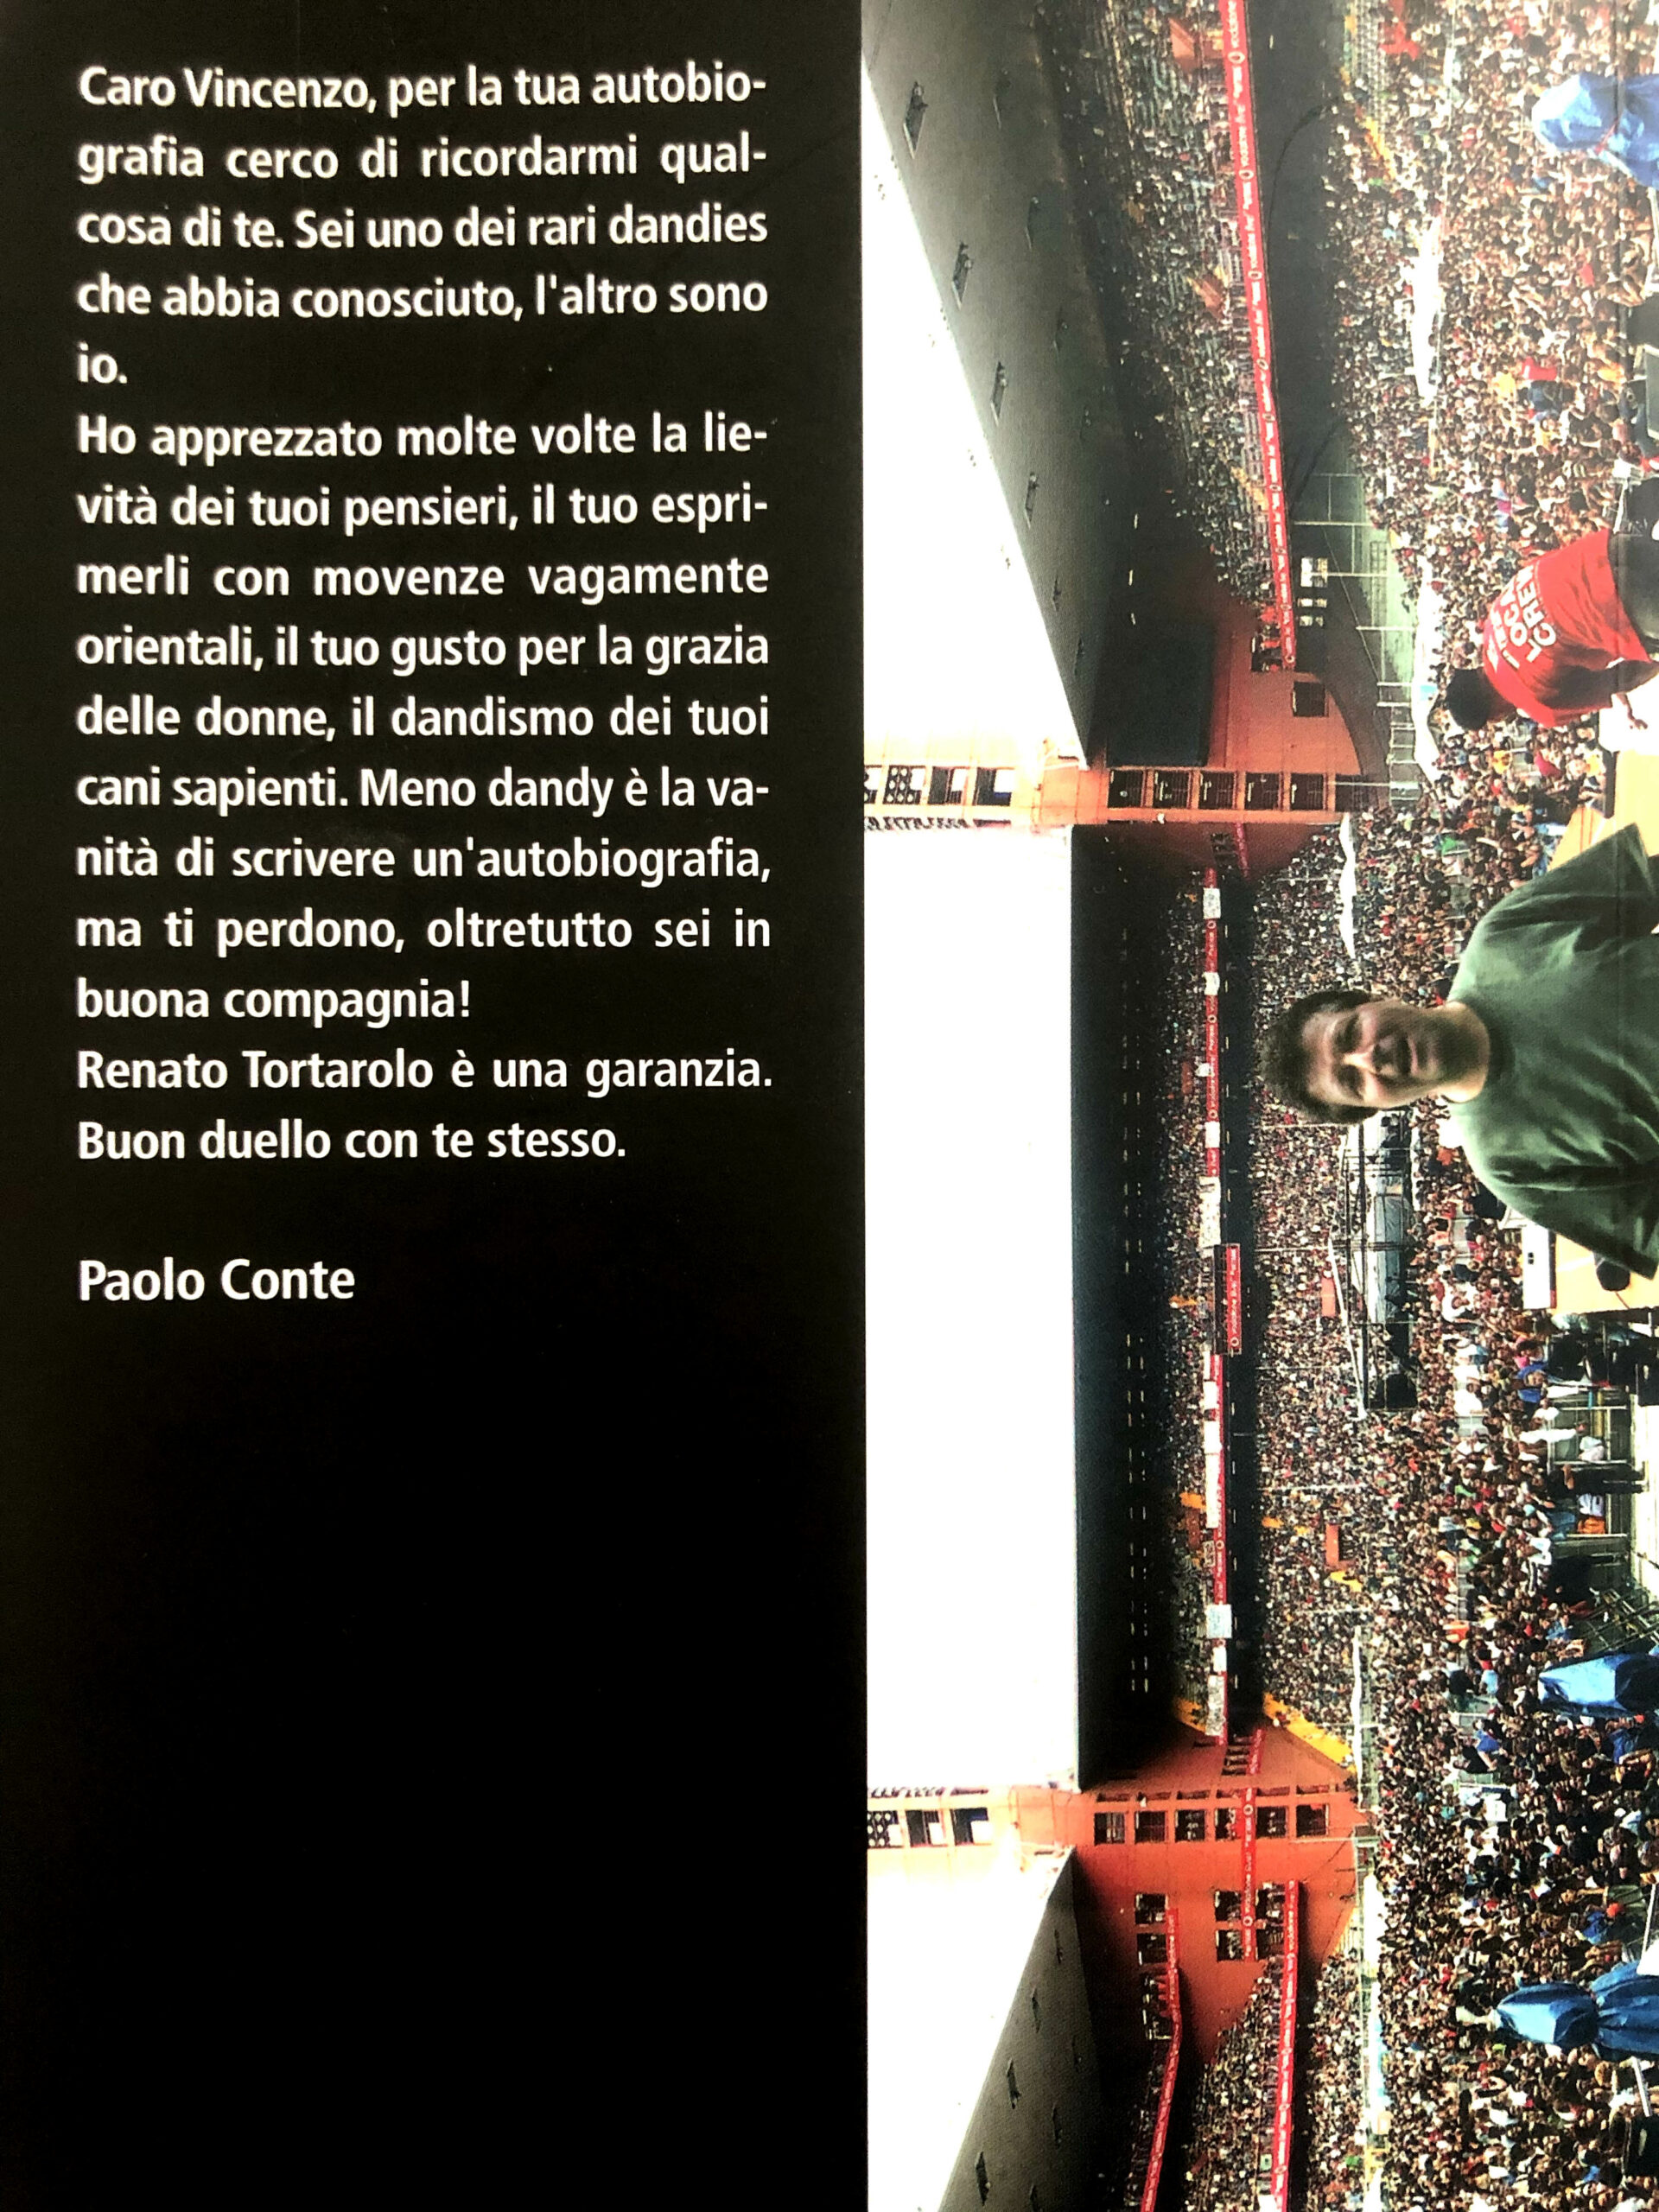 Caro Vincenzo, per la tua autobio-
grafia cerco di ricordarmi qual-
cosa di te. Sei uno dei rari dandies
che abbia conosciuto, l'altro sono
io.
Ho apprezzato molte volte la lie-
vità dei tuoi pensieri, il tuo espri-
merli con movenze vagamente
orientali, il tuo gusto per la grazia
delle donne, il dandismo dei tuoi
cani sapienti. Meno dandy è la va-
nità di scrivere un'autobiografia,
ma ti perdono, oltretutto sei in
buona compagnia!
Renato Tortarolo è una garanzia.
Buon duello con te stesso.
Paolo Conte
vodafone
LOCAL
CREW